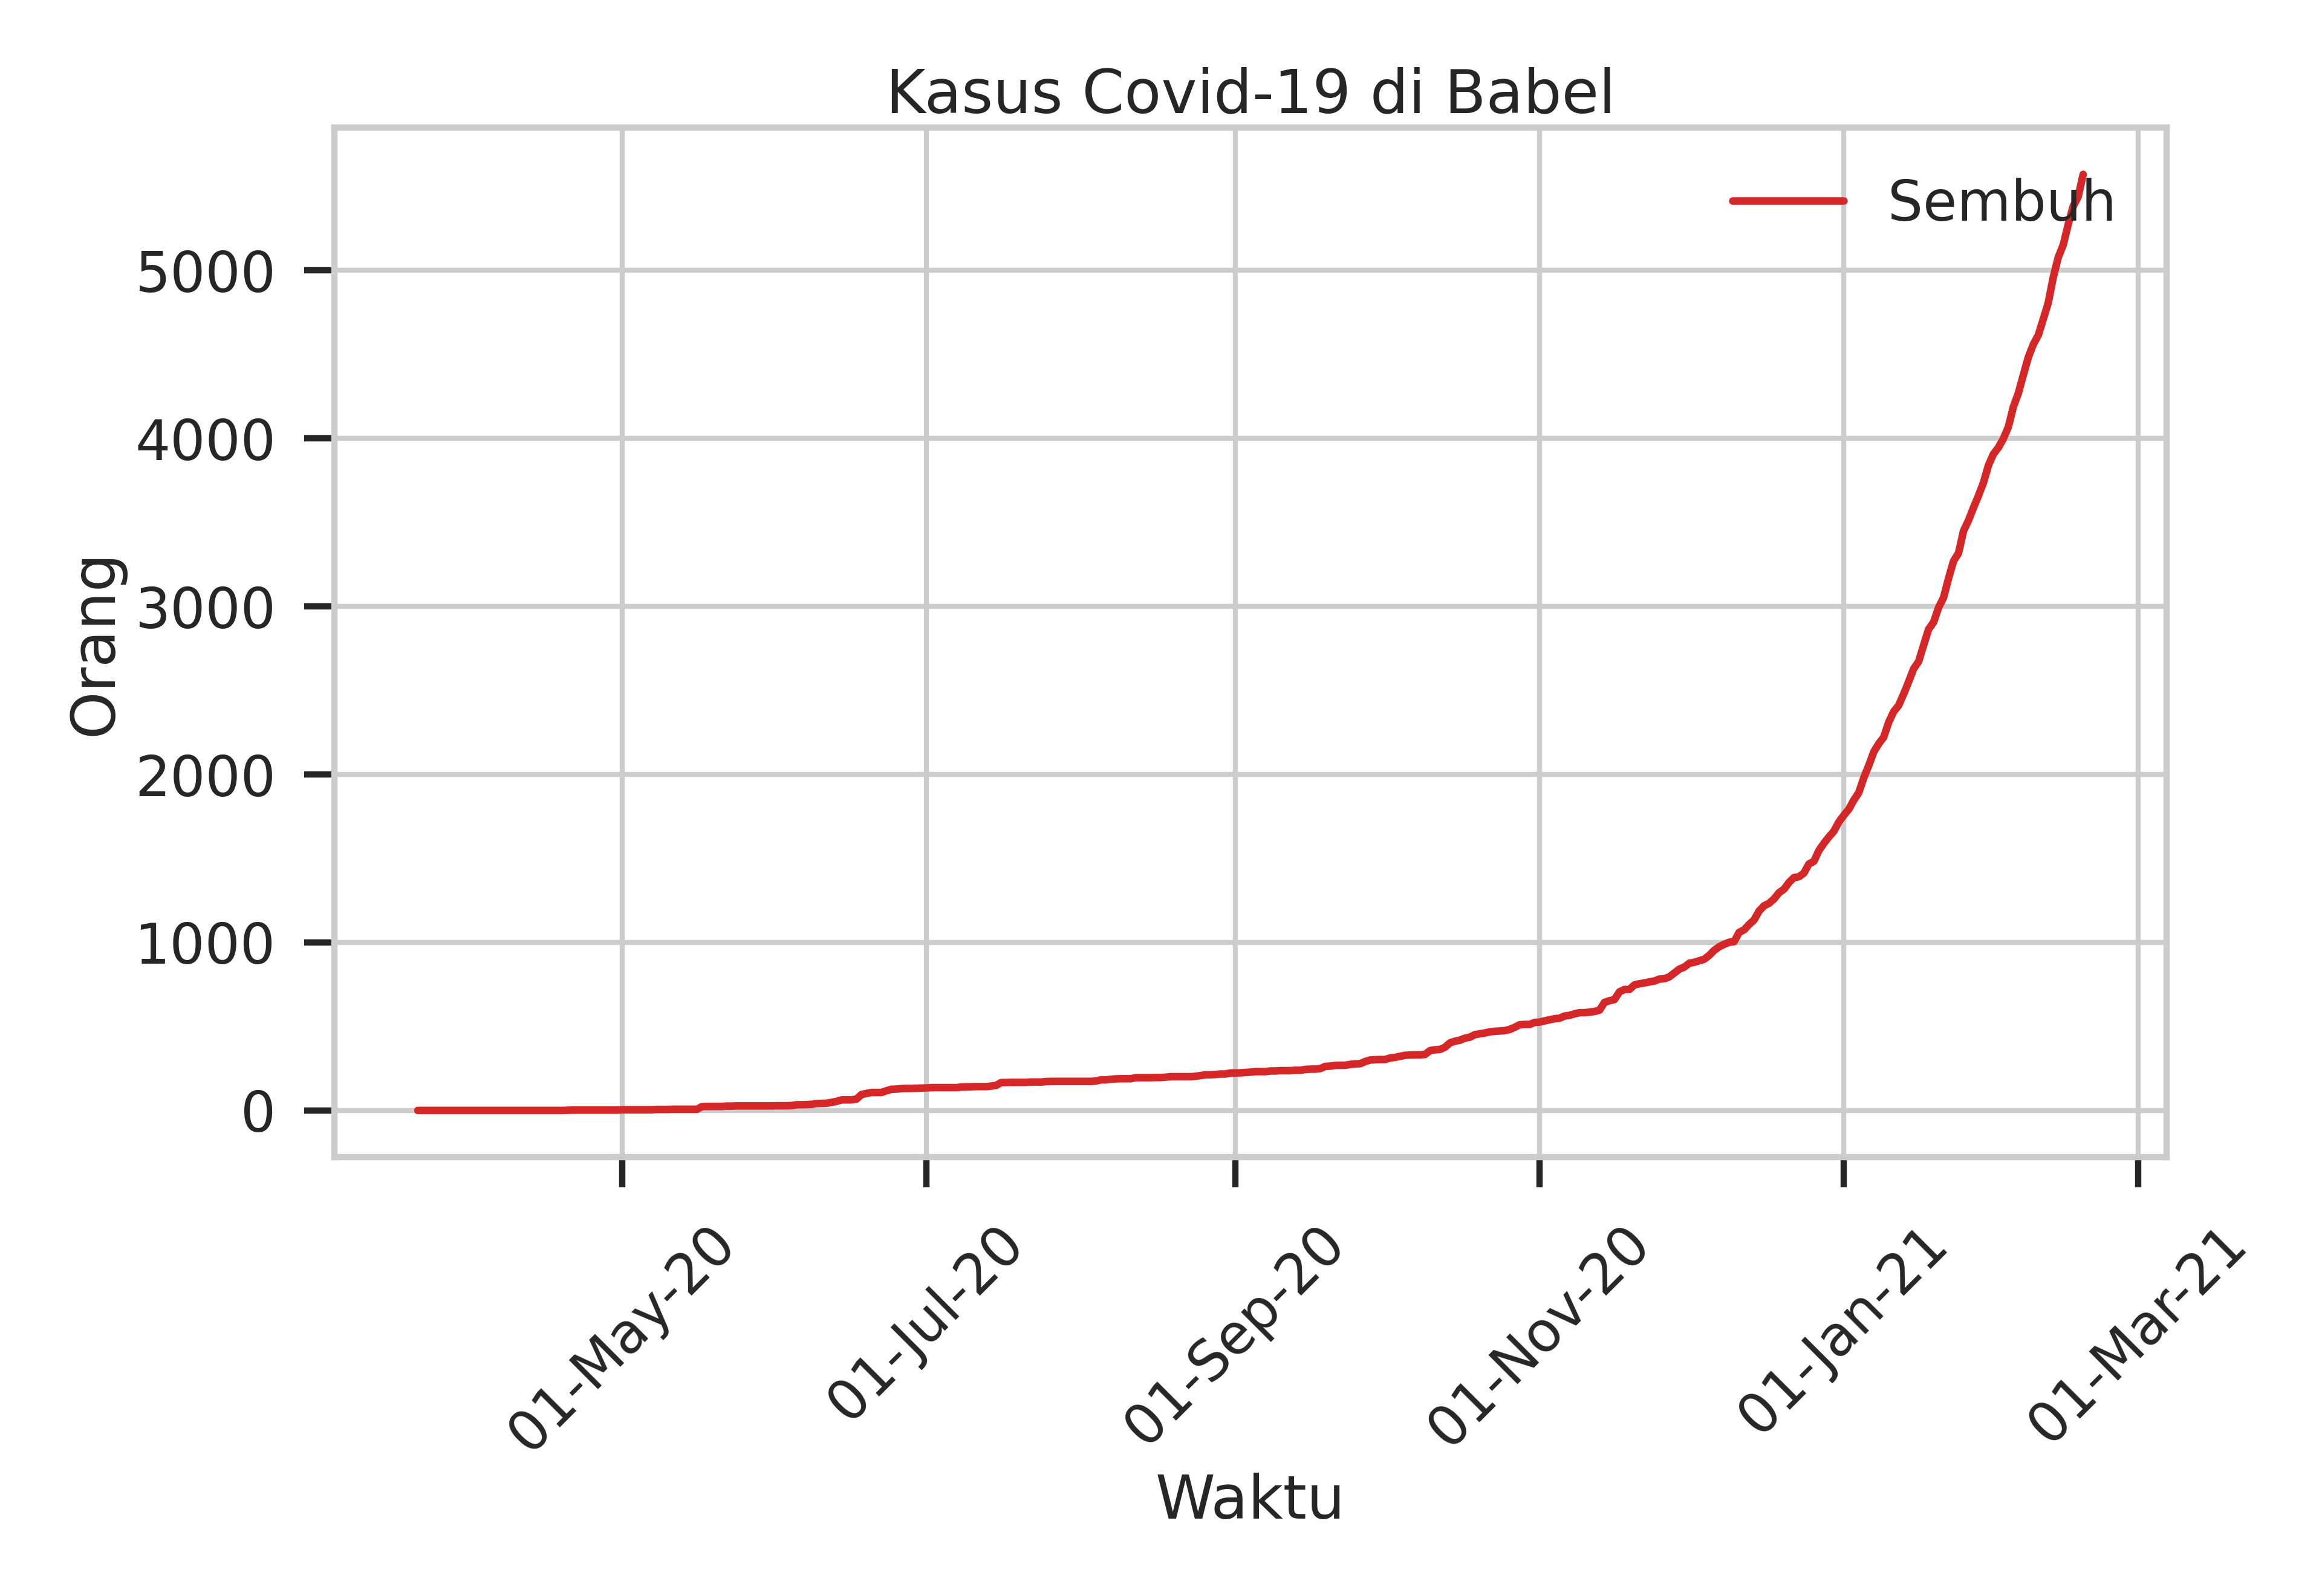 Kasus Covid-19 di Babel
Sembuh
Orang
5000
4000
3000
2000
1000
0
01-May-20
01-Jul-20
01-Sep-20
01-Nov-20
01-Jan-21
01-Mar-21
Waktu